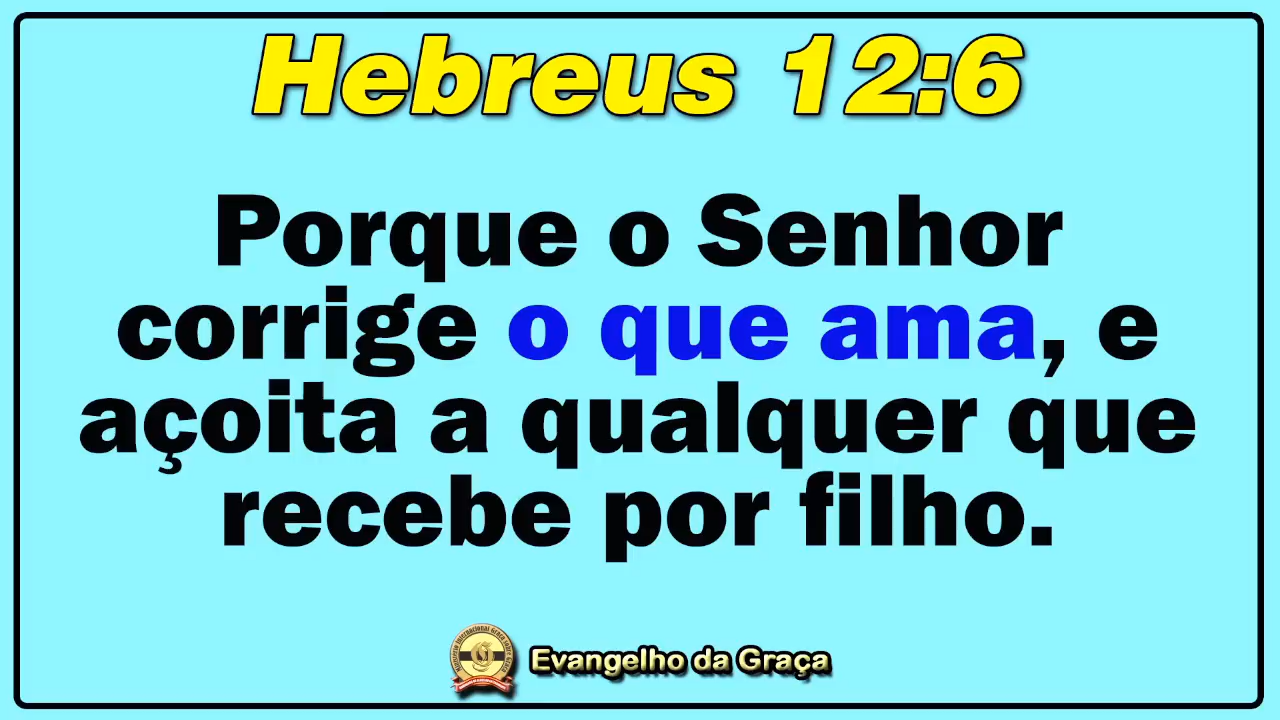 Hebreus 12:6
Porque o Senhor
corrige o que ama, e
açoita a qualquer que
recebe por filho.
Evangelho da Graça